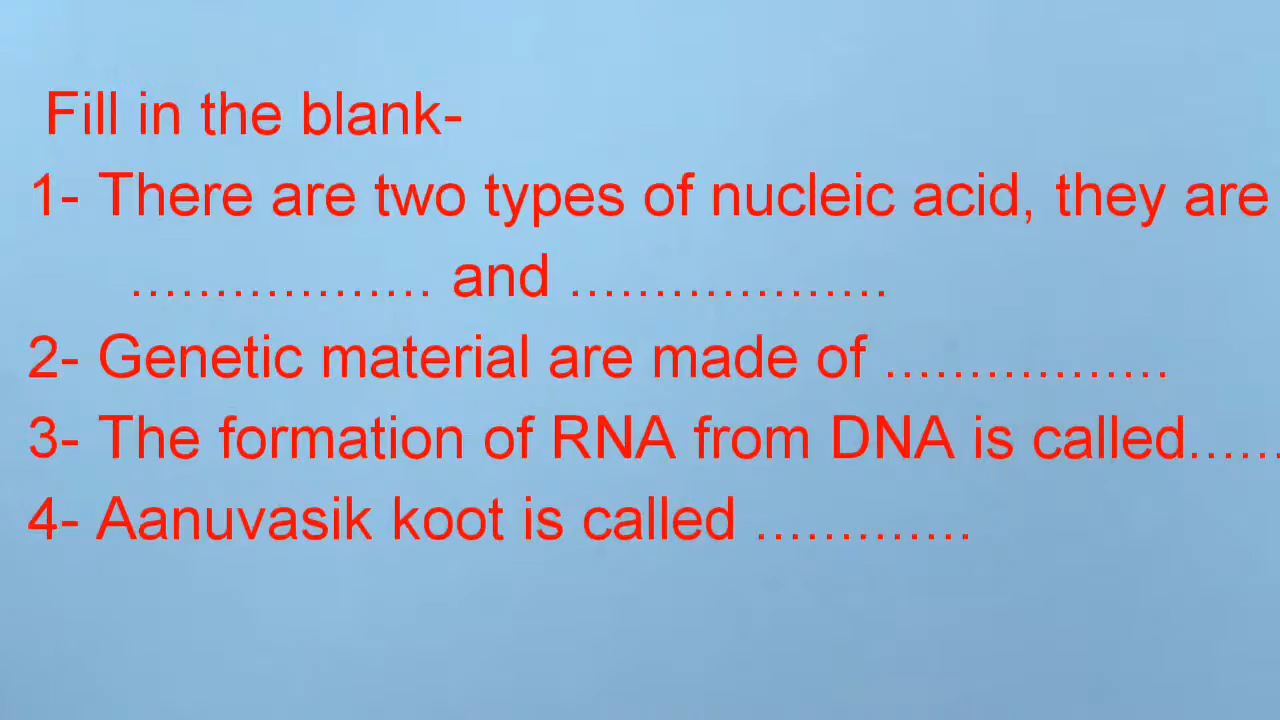 Fill in the blank-
1- There are two types of nucleic acid, they are
.................. and ...................
2- Genetic material are made of .................
3- The formation of RNA from DNA is called......
4- Aanuvasik koot is called .............